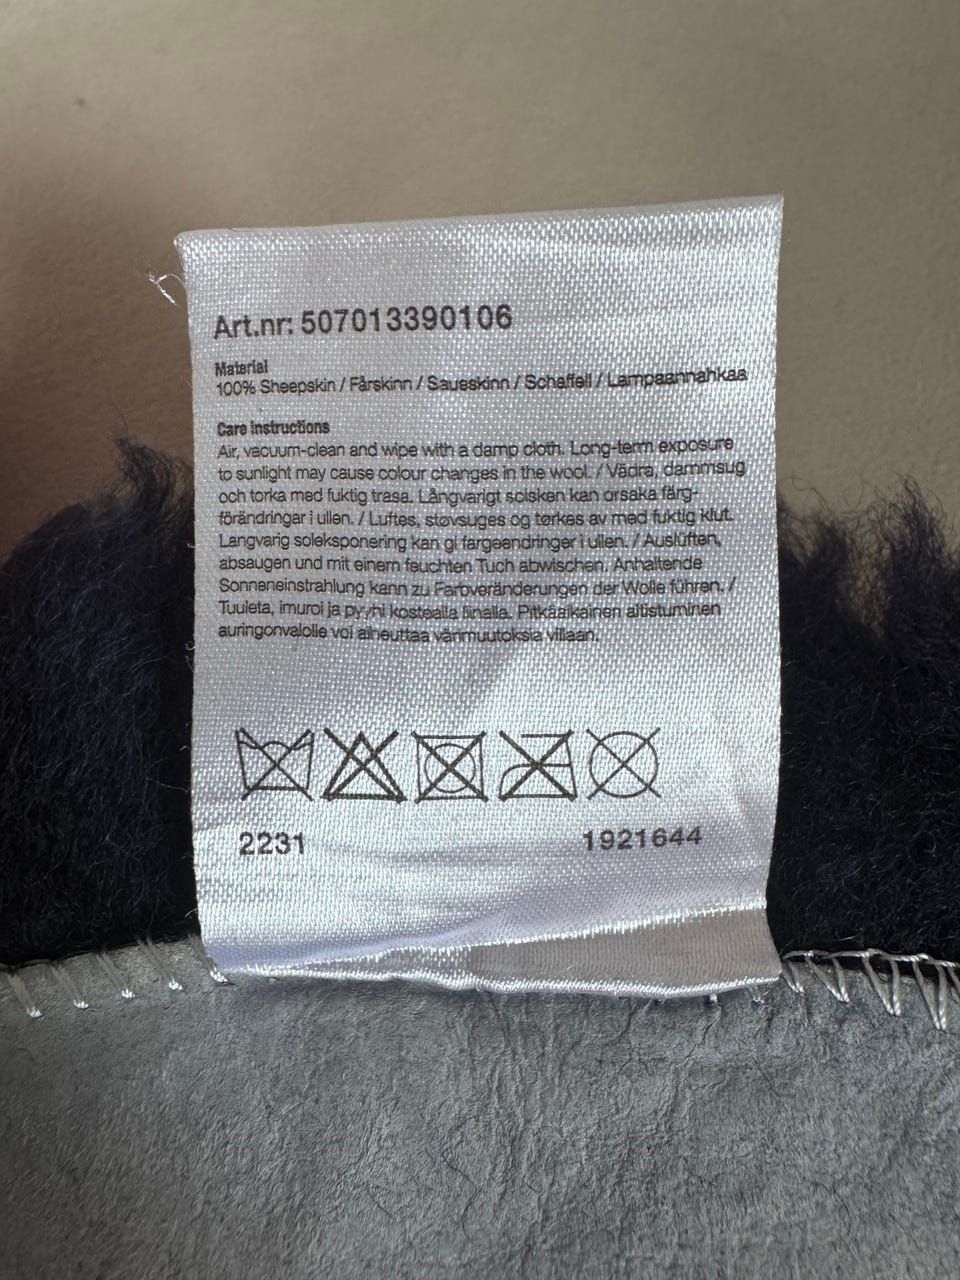 Art.nr: 507013390106
Material
100% Sheepskin / Fårskinn / Saueskinn / Schaffell / Lampaannahkaa
Care instructions
Air, vacuum-clean and wipe with a damp cloth. Long-term exposure
to sunlight may cause colour changes in the wool. / Vädra, dammsug
och torka med fuktig trasa. Långvarigt solsken kan orsaka färg-
förändringar i ullen. / Luftes, støvsuges og tørkes av med fuktig klut.
Langvarig soleksponering kan gi fargeendringer i ullen. / Auslüften,
absaugen und mit einem feuchten Tuch abwischen. Anhaltende
Sonneneinstrahlung kann zu Farbveränderungen der Wolle führen. /
Tuuleta, imuroi ja pyyhi kostealla liinalla. Pitkäaikainen altistuminen
auringonvalolle voi aiheuttaa värimuutoksia villaan.
2231
1921644